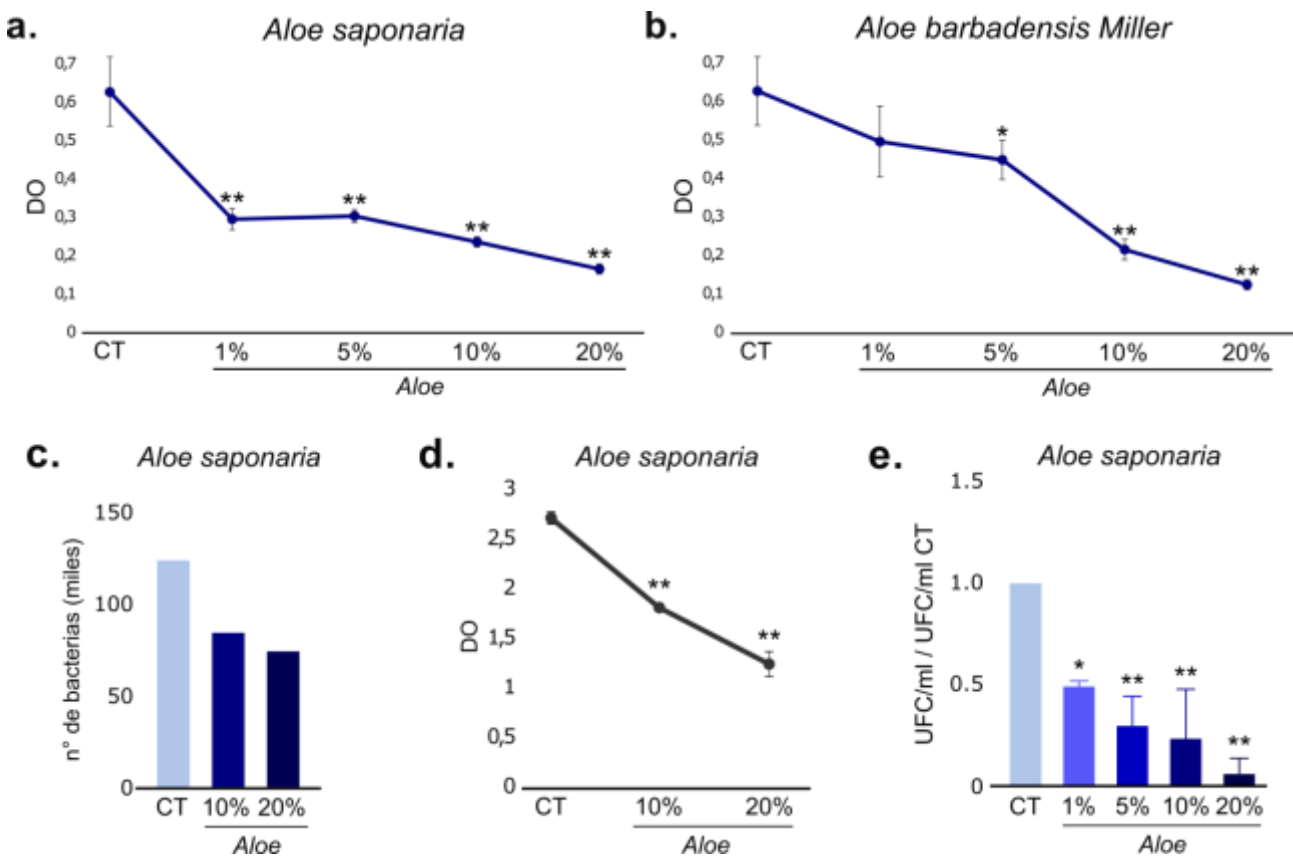 a. Aloe saponaria
DO
0,7
0,6
0,5
0,4
0,3
0,2
0,1
0
** ** ** **
CT 1% 5% 10% 20%
Aloe
b. Aloe barbadensis Miller
DO
0,7
0,6
0,5
0,4
0,3
0,2
0,1
0
* ** **
CT 1% 5% 10% 20%
Aloe
c. Aloe saponaria
n° de bacterias (miles)
150
100
50
0
CT 10% 20%
Aloe
d. Aloe saponaria
DO
3
2,5
2
1,5
1
0,5
0
** **
CT 10% 20%
Aloe
e. Aloe saponaria
UFC/ml / UFC/ml CT
1.5
1.0
0.5
0
* ** ** **
CT 1% 5% 10% 20%
Aloe